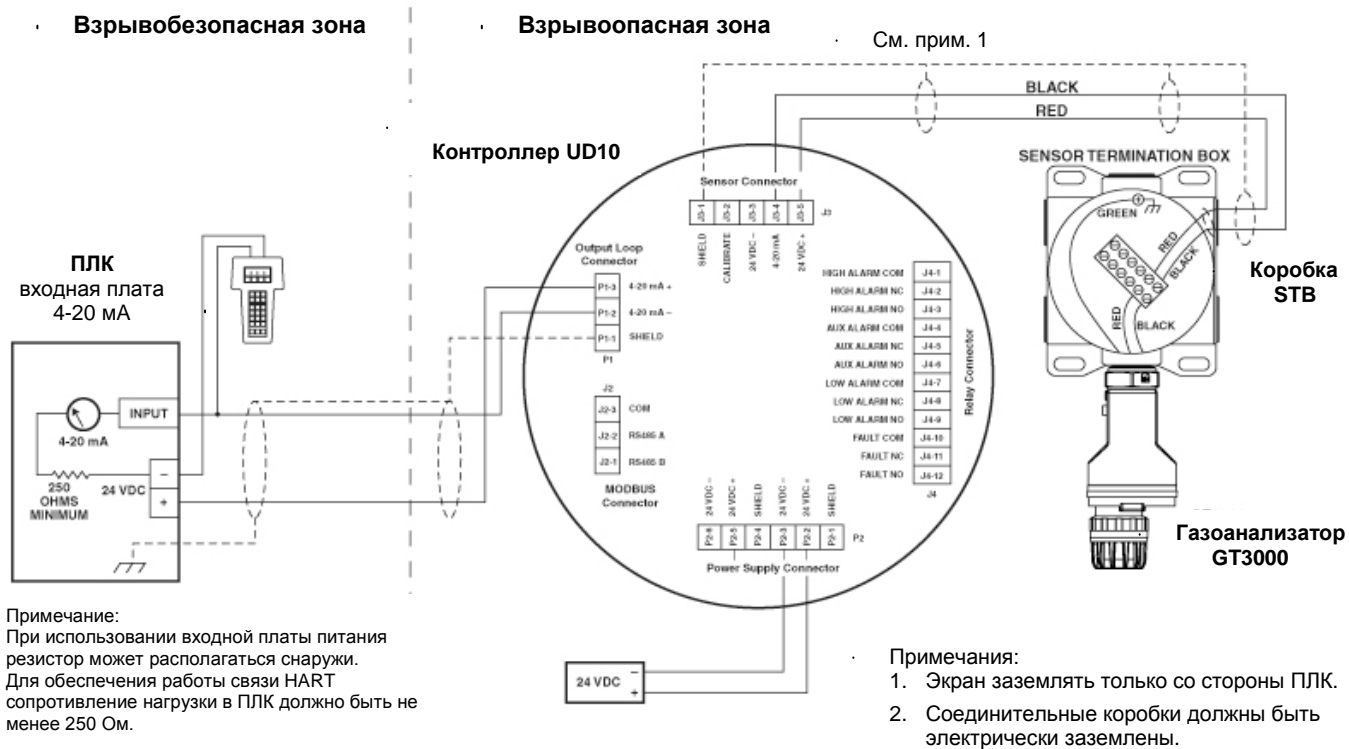 Взрывобезопасная зона
Взрывоопасная зона
См. прим. 1
BLACK
RED
Контроллер UD10
SENSOR TERMINATION BOX
Sensor Connector
J3-1
J3-2
J3-3
J3-4
J3-5
J3
SHIELD
CALIBRATE
24 VDC –
4-20 mA
24 VDC +
GREEN
RED
BLACK
RED
BLACK
Коробка
STB
ПЛК
входная плата
4-20 мА
Output Loop
Connector
P1-3 4-20 mA +
P1-2 4-20 mA –
P1-1 SHIELD
P1
HIGH ALARM COM J4-1
HIGH ALARM NC J4-2
HIGH ALARM NO J4-3
AUX ALARM COM J4-4
AUX ALARM NC J4-5
AUX ALARM NO J4-6
LOW ALARM COM J4-7
LOW ALARM NC J4-8
LOW ALARM NO J4-9
FAULT COM J4-10
FAULT NC J4-11
FAULT NO J4-12
J4
Relay Connector
J2
J2-3 COM
J2-2 RS485 A
J2-1 RS485 B
MODBUS
Connector
INPUT
4-20 mA
250
OHMS
MINIMUM
24 VDC
–
+
24 VDC –
24 VDC +
SHIELD
24 VDC –
24 VDC +
SHIELD
P2-6
P2-5
P2-4
P2-3
P2-2
P2-1
P2
Power Supply Connector
Газоанализатор
GT3000
24 VDC
–
+
Примечание:
При использовании входной платы питания
резистор может располагаться снаружи.
Для обеспечения работы связи HART
сопротивление нагрузки в ПЛК должно быть не
менее 250 Ом.
Примечания:
1. Экран заземлять только со стороны ПЛК.
2. Соединительные коробки должны быть
электрически заземлены.